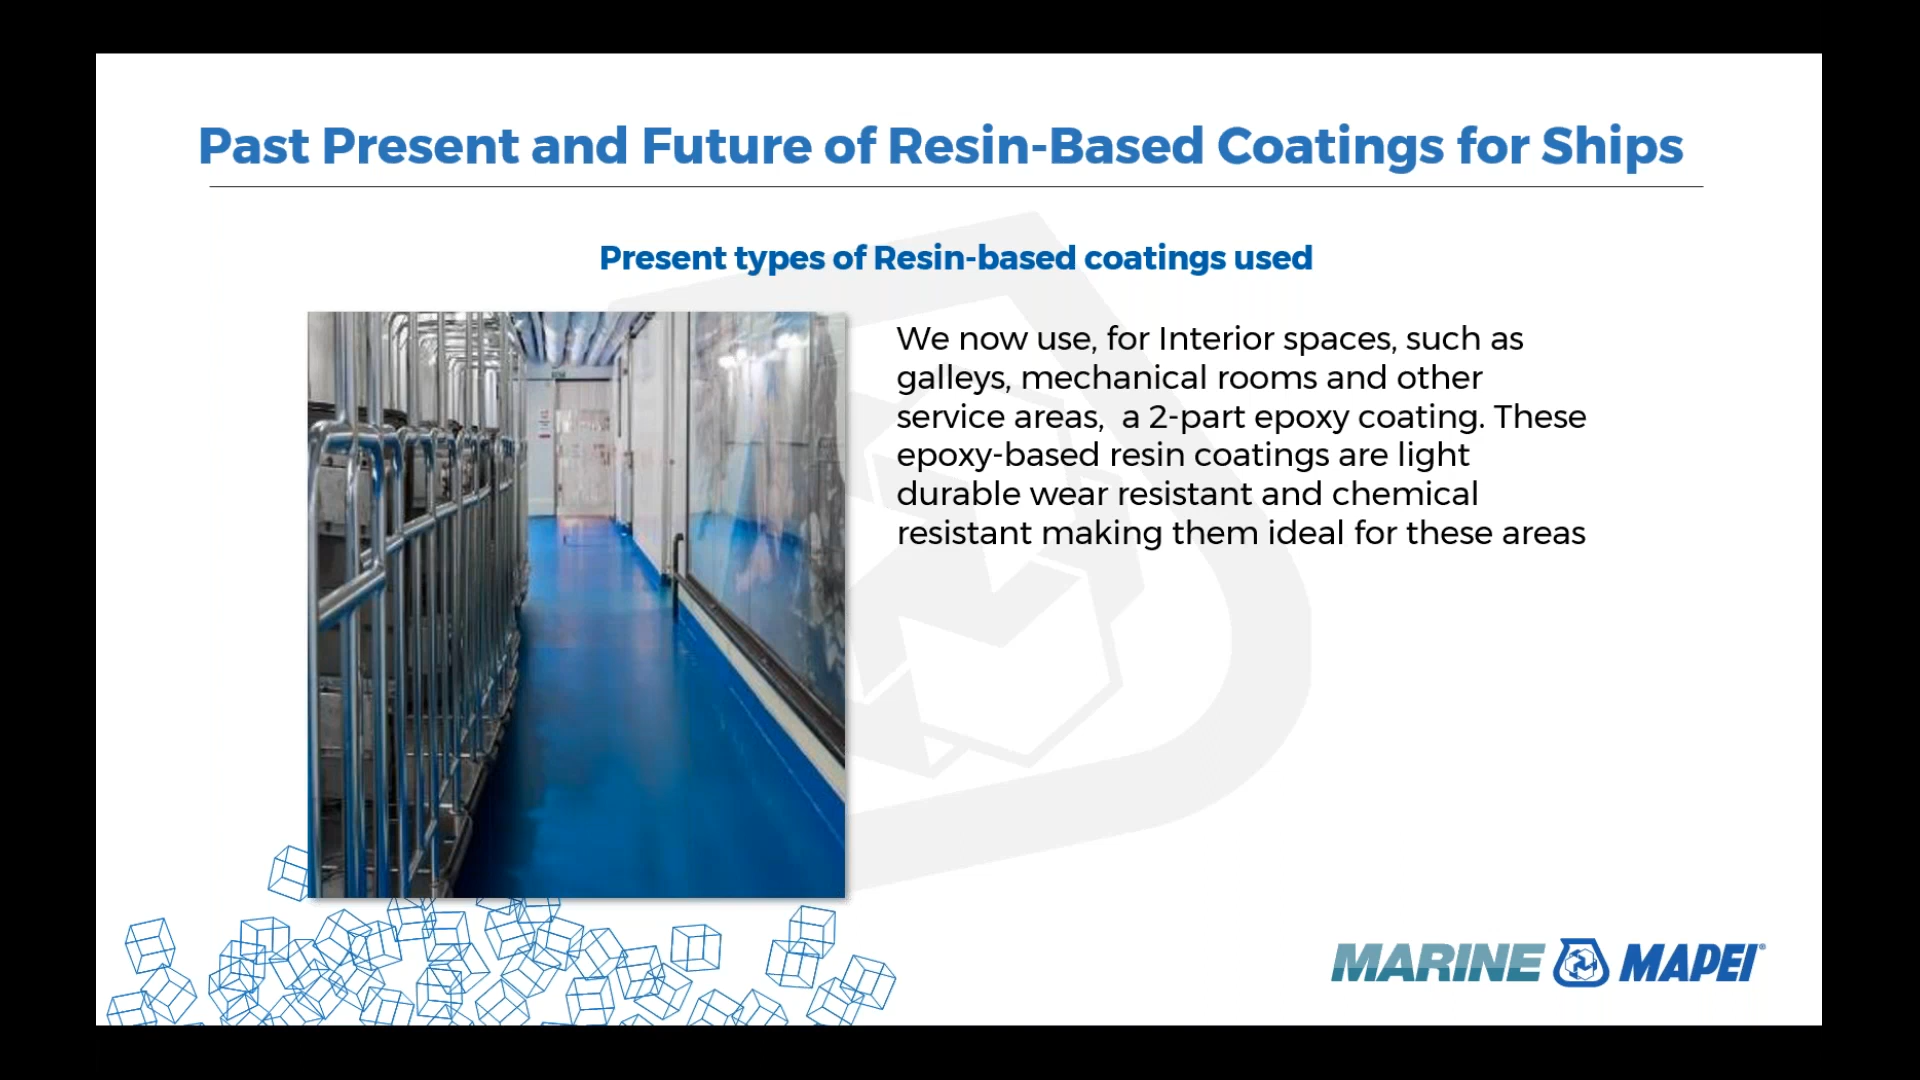 Past Present and Future of Resin-Based Coatings for Ships
Present types of Resin-based coatings used
We now use, for Interior spaces, such as
galleys, mechanical rooms and other
service areas,  a 2-part epoxy coating. These
epoxy-based resin coatings are light
durable wear resistant and chemical
resistant making them ideal for these areas
MARINE MAPEI®